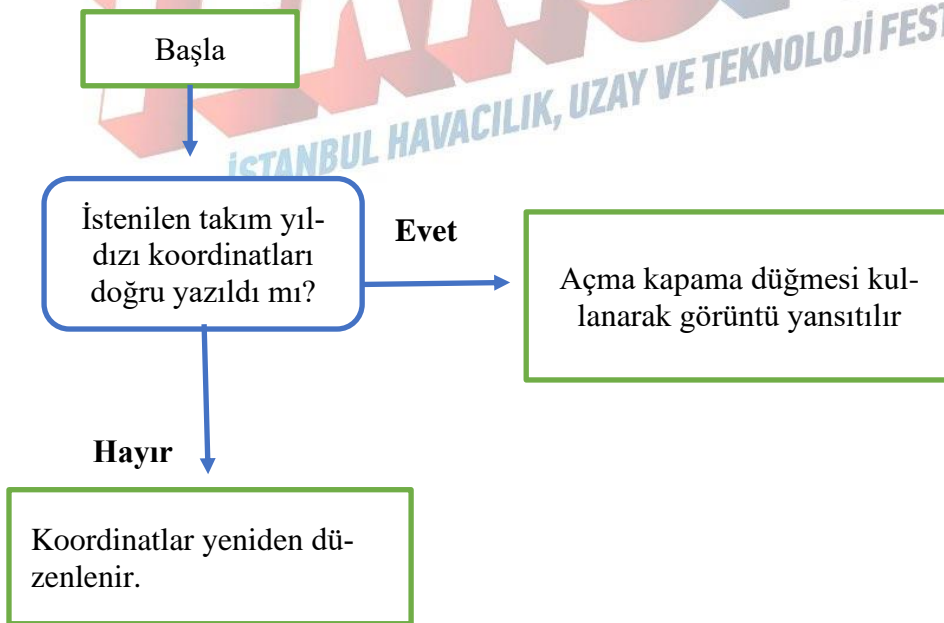 Başla
İSTANBUL HAVACILIK, UZAY VE TEKNOLOJİ FEST
İstenilen takım yıl-
dızı koordinatları
doğru yazıldı mı?
Evet
Açma kapama düğmesi kul-
lanarak görüntü yansıtılır
Hayır
Koordinatlar yeniden dü-
zenlenir.